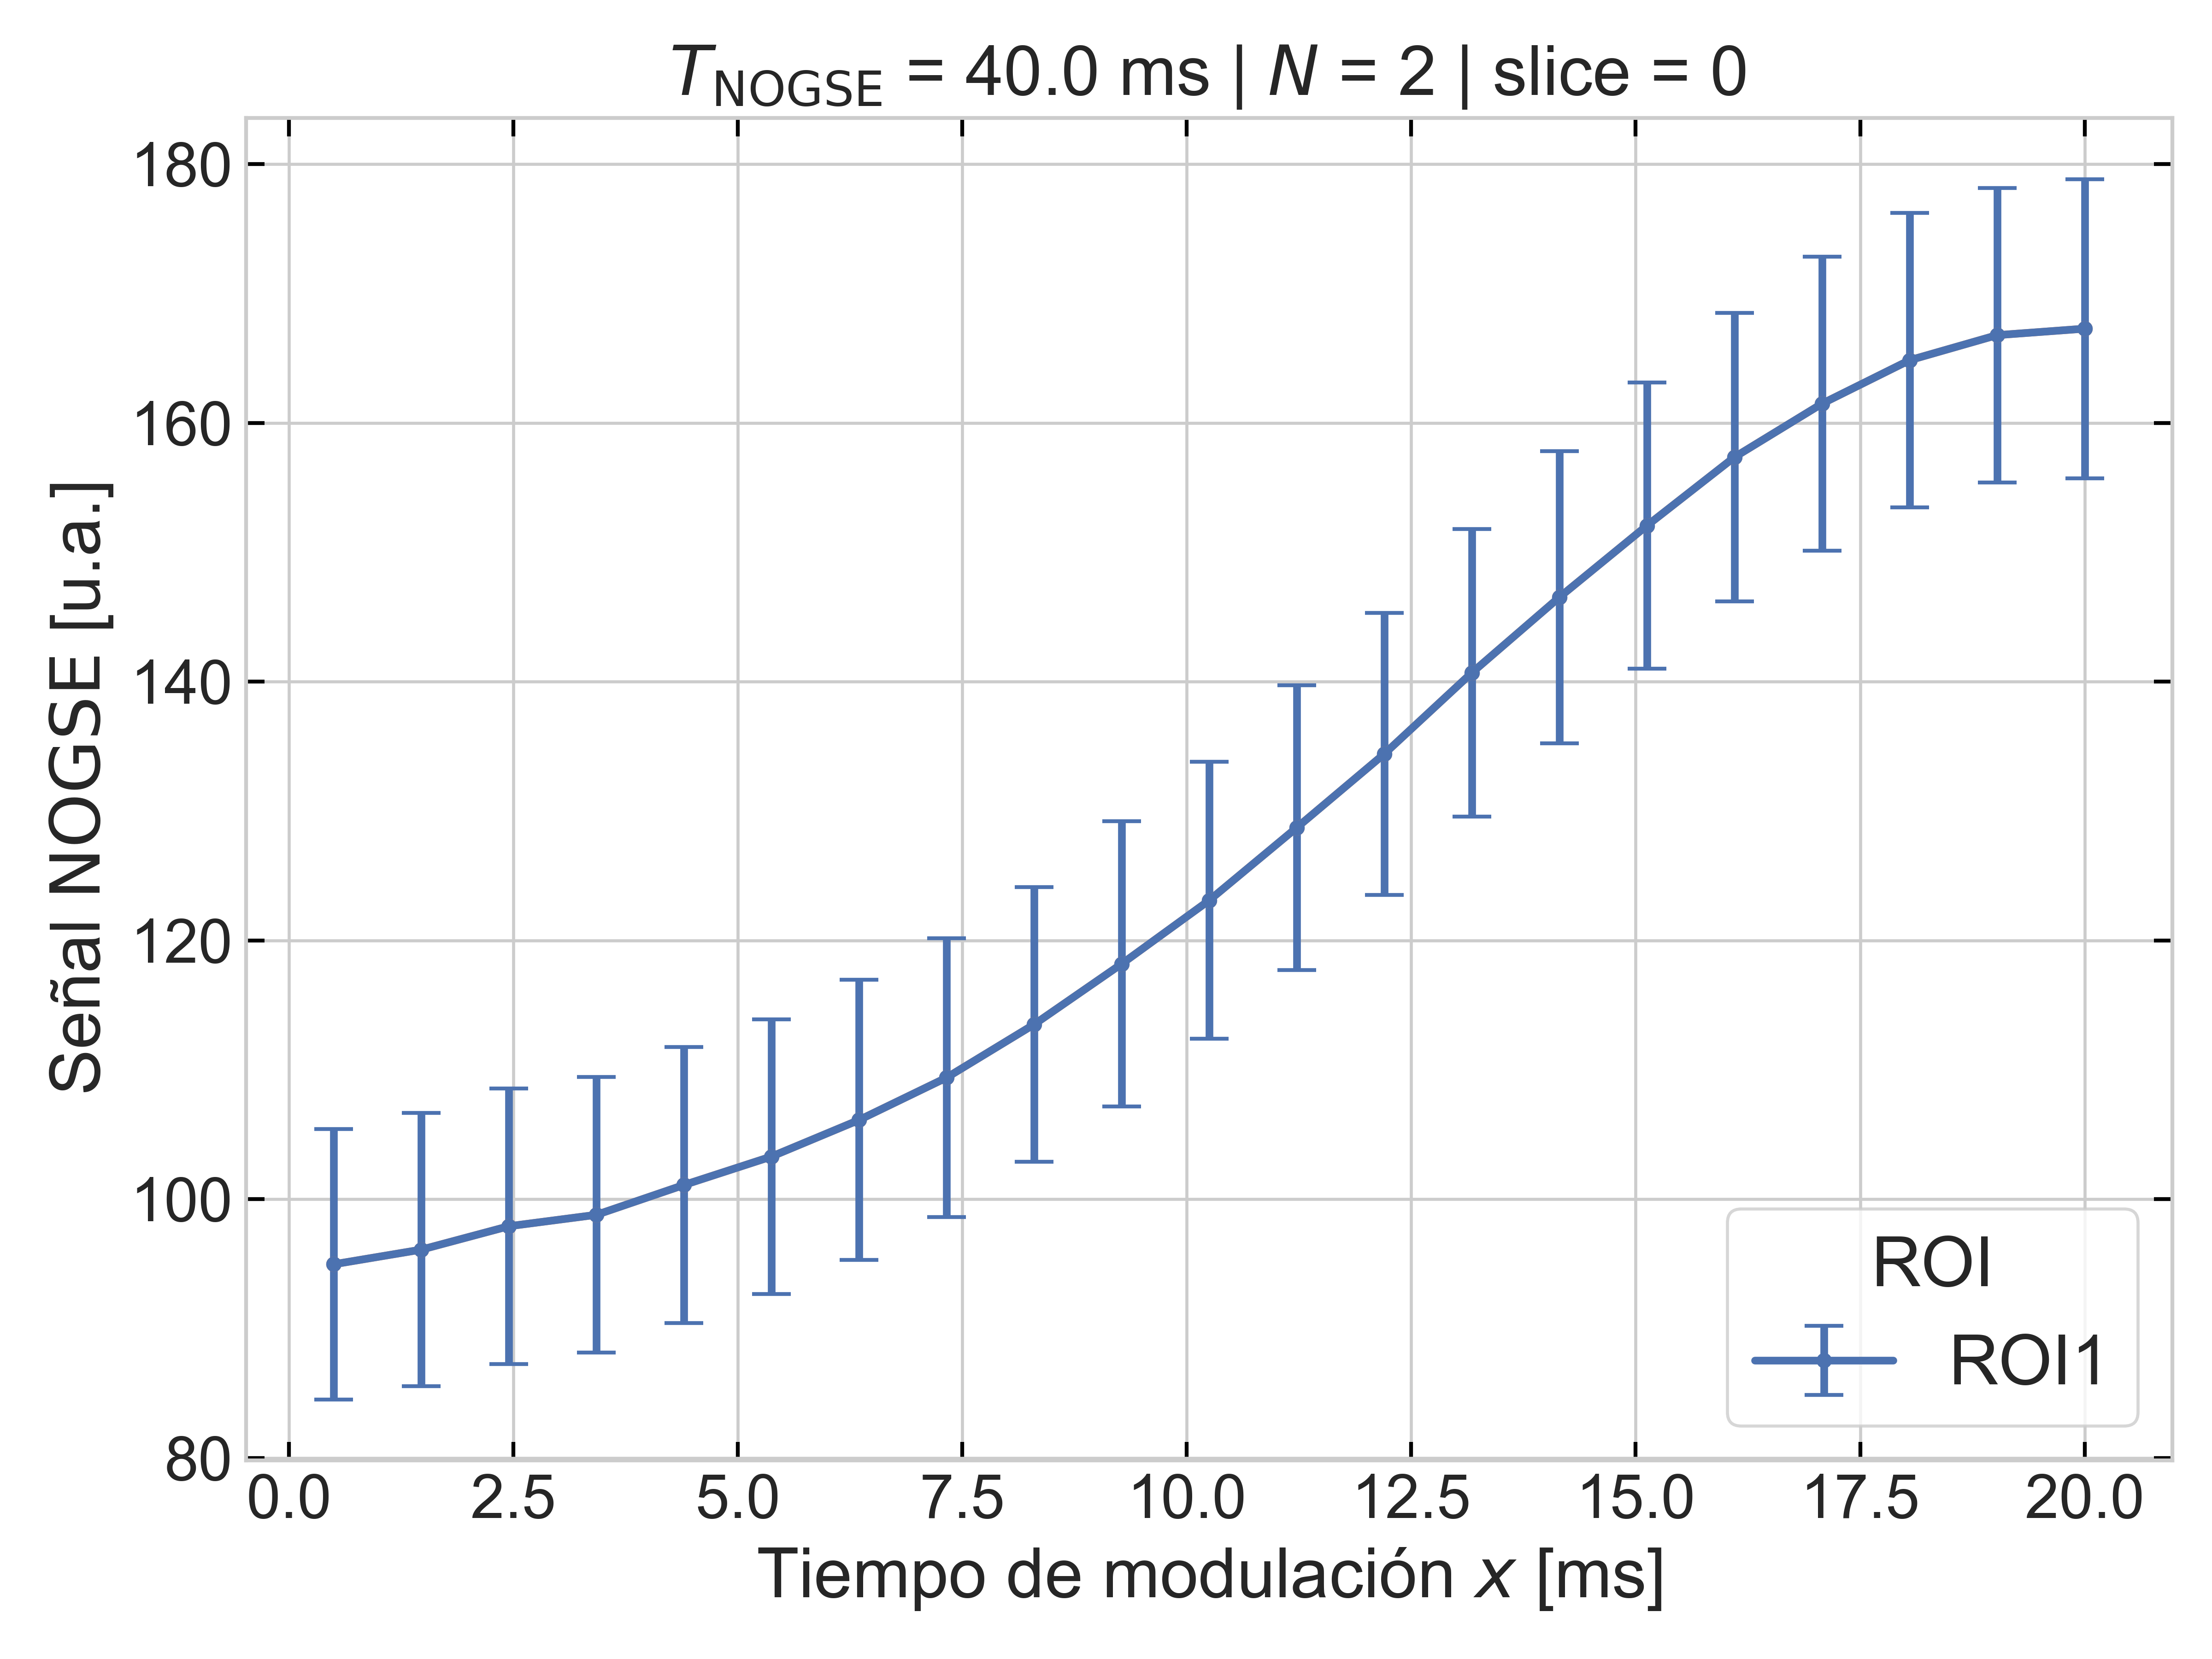 T_NOGSE = 40.0 ms | N = 2 | slice = 0
Señal NOGSE [u.a.]
180
160
140
120
100
80
ROI
ROI1
0.0 2.5 5.0 7.5 10.0 12.5 15.0 17.5 20.0
Tiempo de modulación x [ms]